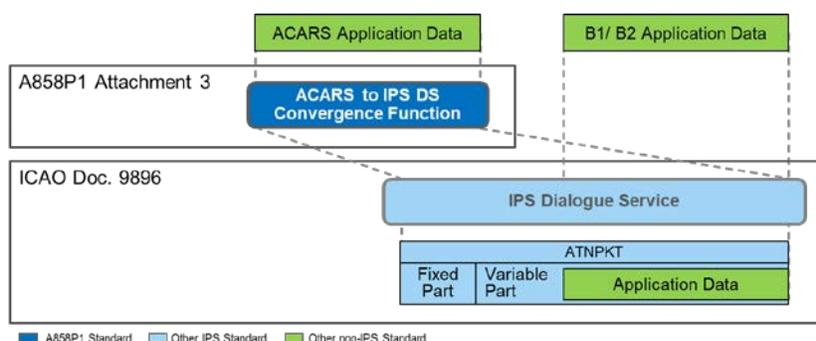 ACARS Application Data
B1/ B2 Application Data
A858P1 Attachment 3
ACARS to IPS DS
Convergence Function
ICAO Doc. 9896
IPS Dialogue Service
ATNPKT
Fixed
Part
Variable
Part
Application Data
A858P1 Standard
Other IPS Standard
Other non-IPS Standard